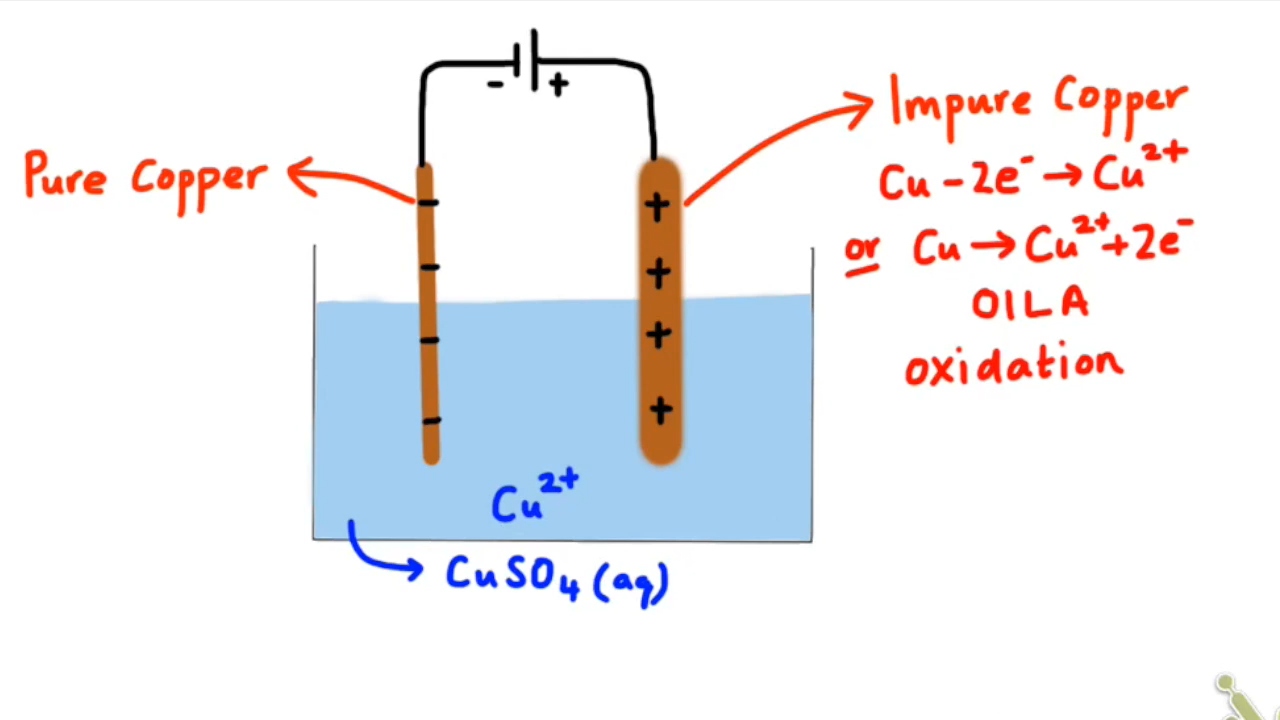 - +
Pure Copper
Impure Copper
Cu - 2e⁻ → Cu²⁺
or Cu → Cu²⁺ + 2e⁻
OILA
oxidation
-
-
-
-
+
+
+
+
Cu²⁺
CuSO₄ (aq)